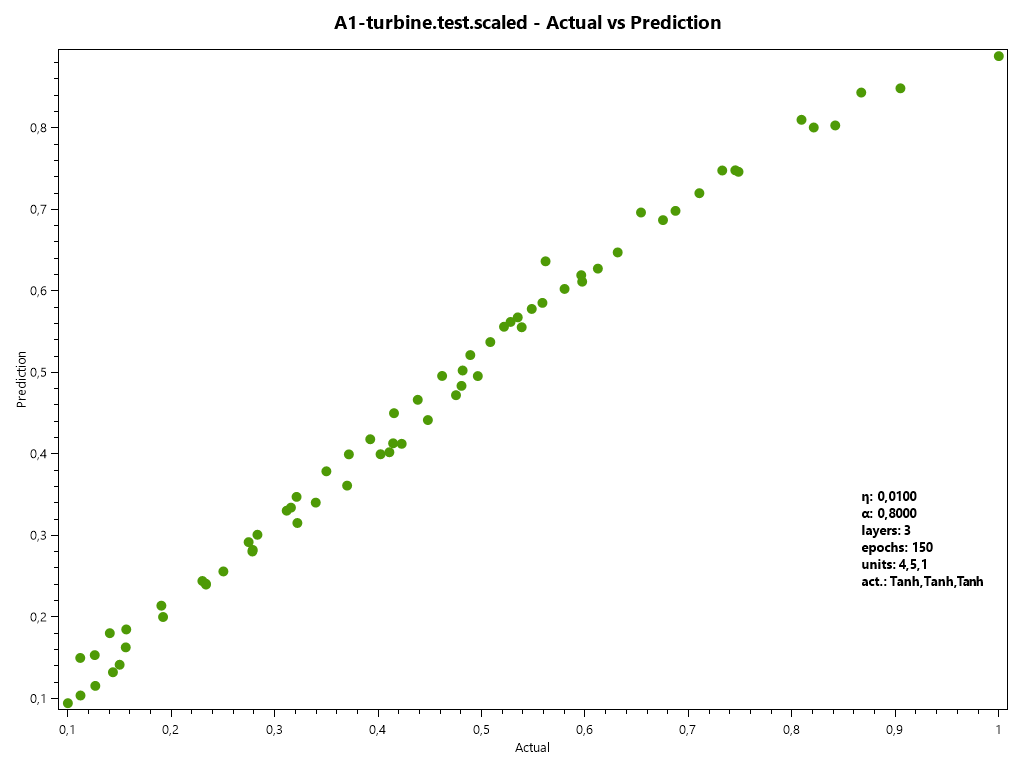 A1-turbine.test.scaled - Actual vs Prediction
0,8
0,7
0,6
0,5
0,4
0,3
0,2
0,1
Prediction
η: 0,0100
α: 0,8000
layers: 3
epochs: 150
units: 4,5,1
act.: Tanh,Tanh,Tanh
0,1 0,2 0,3 0,4 0,5 0,6 0,7 0,8 0,9 1
Actual